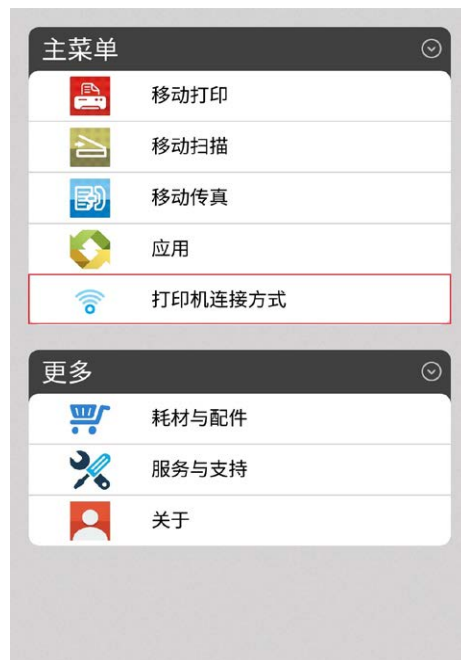 主菜单
移动打印
移动扫描
移动传真
应用
打印机连接方式
更多
耗材与配件
服务与支持
关于